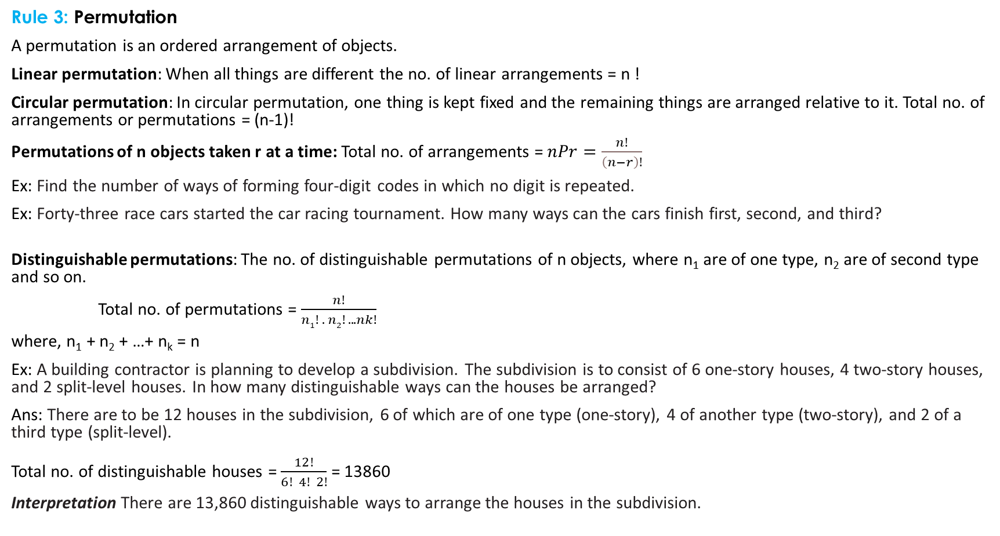 Rule 3: Permutation
A permutation is an ordered arrangement of objects.
Linear permutation: When all things are different the no. of linear arrangements = n !
Circular permutation: In circular permutation, one thing is kept fixed and the remaining things are arranged relative to it. Total no. of
arrangements or permutations = (n-1)!
Permutations of n objects taken r at a time: Total no. of arrangements = nPr = n!/(n−r)!
Ex: Find the number of ways of forming four-digit codes in which no digit is repeated.
Ex: Forty-three race cars started the car racing tournament. How many ways can the cars finish first, second, and third?
Distinguishable permutations: The no. of distinguishable permutations of n objects, where n₁ are of one type, n₂ are of second type
and so on.
Total no. of permutations = n!/(n₁! . n₂! ...nk!)
where, n₁ + n₂ + ...+ nₖ = n
Ex: A building contractor is planning to develop a subdivision. The subdivision is to consist of 6 one-story houses, 4 two-story houses,
and 2 split-level houses. In how many distinguishable ways can the houses be arranged?
Ans: There are to be 12 houses in the subdivision, 6 of which are of one type (one-story), 4 of another type (two-story), and 2 of a
third type (split-level).
Total no. of distinguishable houses = 12!/(6! 4! 2!) = 13860
Interpretation There are 13,860 distinguishable ways to arrange the houses in the subdivision.